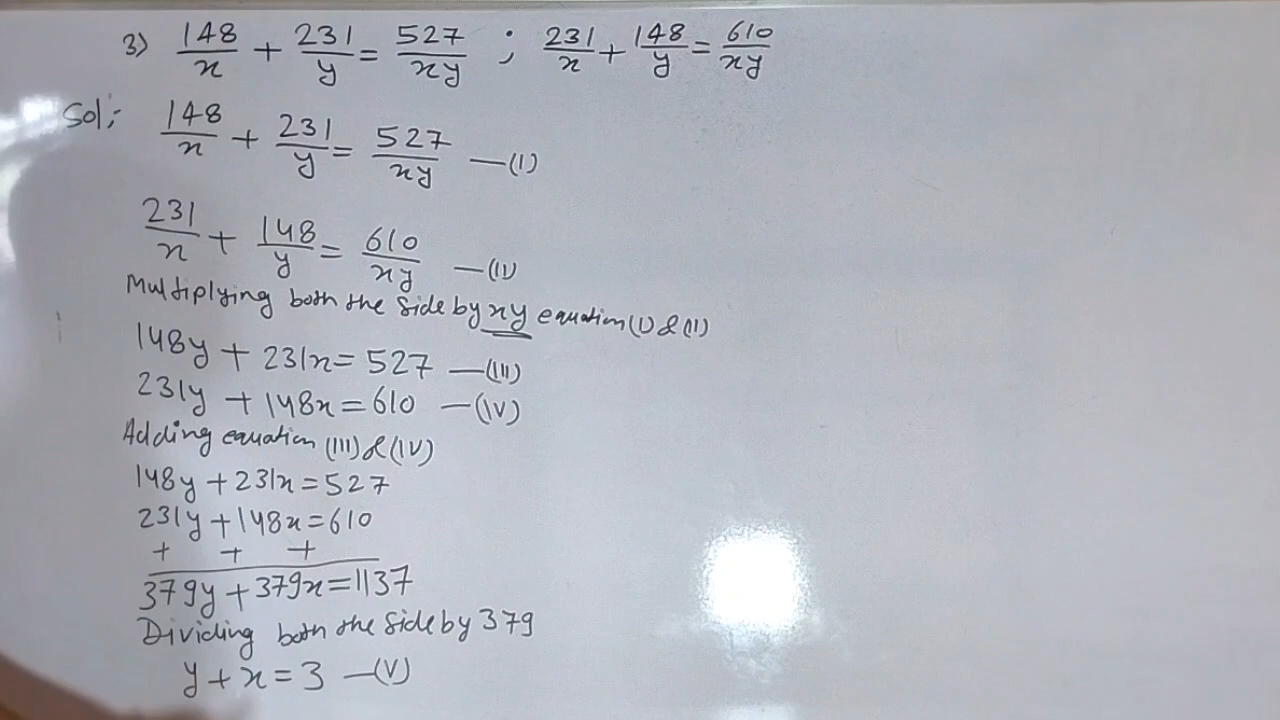 3) 148/x + 231/y = 527/xy ; 231/x + 148/y = 610/xy
Sol:- 148/x + 231/y = 527/xy —(I)
231/x + 148/y = 610/xy —(II)
Multiplying both the side by xy equation (I) & (II)
148y + 231x = 527 —(III)
231y + 148x = 610 —(IV)
Adding equation (III) & (IV)
148y + 231x = 527
231y + 148x = 610
+ + +
379y + 379x = 1137
Dividing both the side by 379
y + x = 3 —(V)